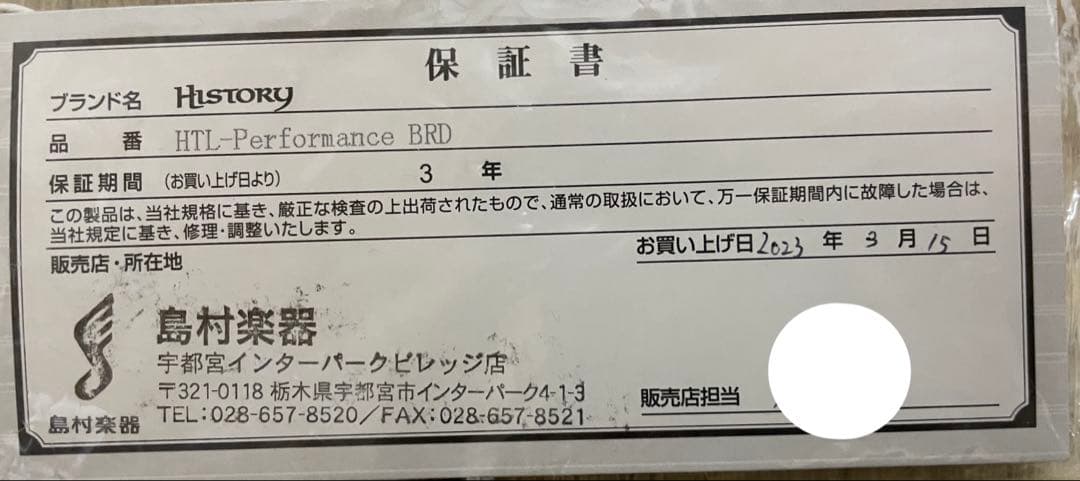 保証書
ブランド名 HISTORY
品番 HTL-Performance BRD
保証期間 (お買い上げ日より) 3 年
この製品は、当社規格に基き、厳正な検査の上出荷されたもので、通常の取扱において、万一保証期間内に故障した場合は、
当社規定に基き、修理・調整いたします。
お買い上げ日 2023 年 3 月 15 日
販売店・所在地
島村楽器
宇都宮インターパークビレッジ店
〒321-0118 栃木県宇都宮市インターパーク4-1-3
TEL:028-657-8520/FAX:028-657-8521
島村楽器
販売店担当